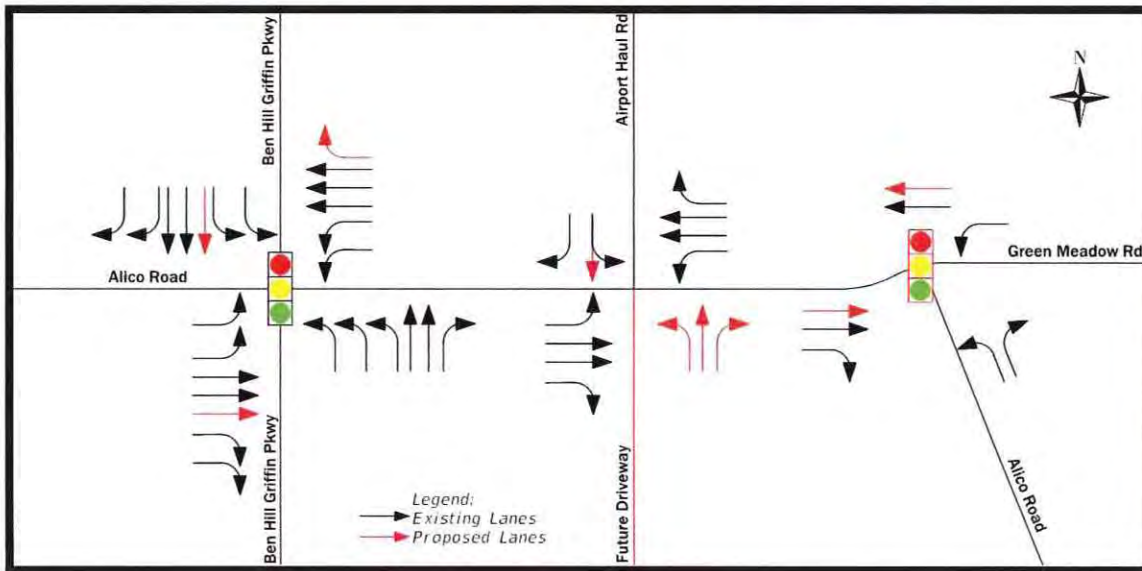 Ben Hill Griffin Pkwy
Airport Haul Rd
N
Alico Road
Green Meadow Rd
Ben Hill Griffin Pkwy
Legend:
Existing Lanes
Proposed Lanes
Future Driveway
Alico Road